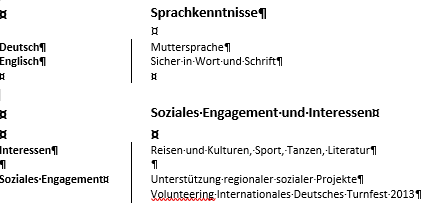 Sprachkenntnisse¶
Deutsch¶ Muttersprache¶
Englisch¶ Sicher·in·Wort·und·Schrift¶
Soziales·Engagement·und·Interessen¤
Interessen¶ Reisen·und·Kulturen,·Sport,·Tanzen,·Literatur¶
Soziales·Engagement¤ Unterstützung·regionaler·sozialer·Projekte¶
Volunteering·Internationales·Deutsches·Turnfest·2013¶